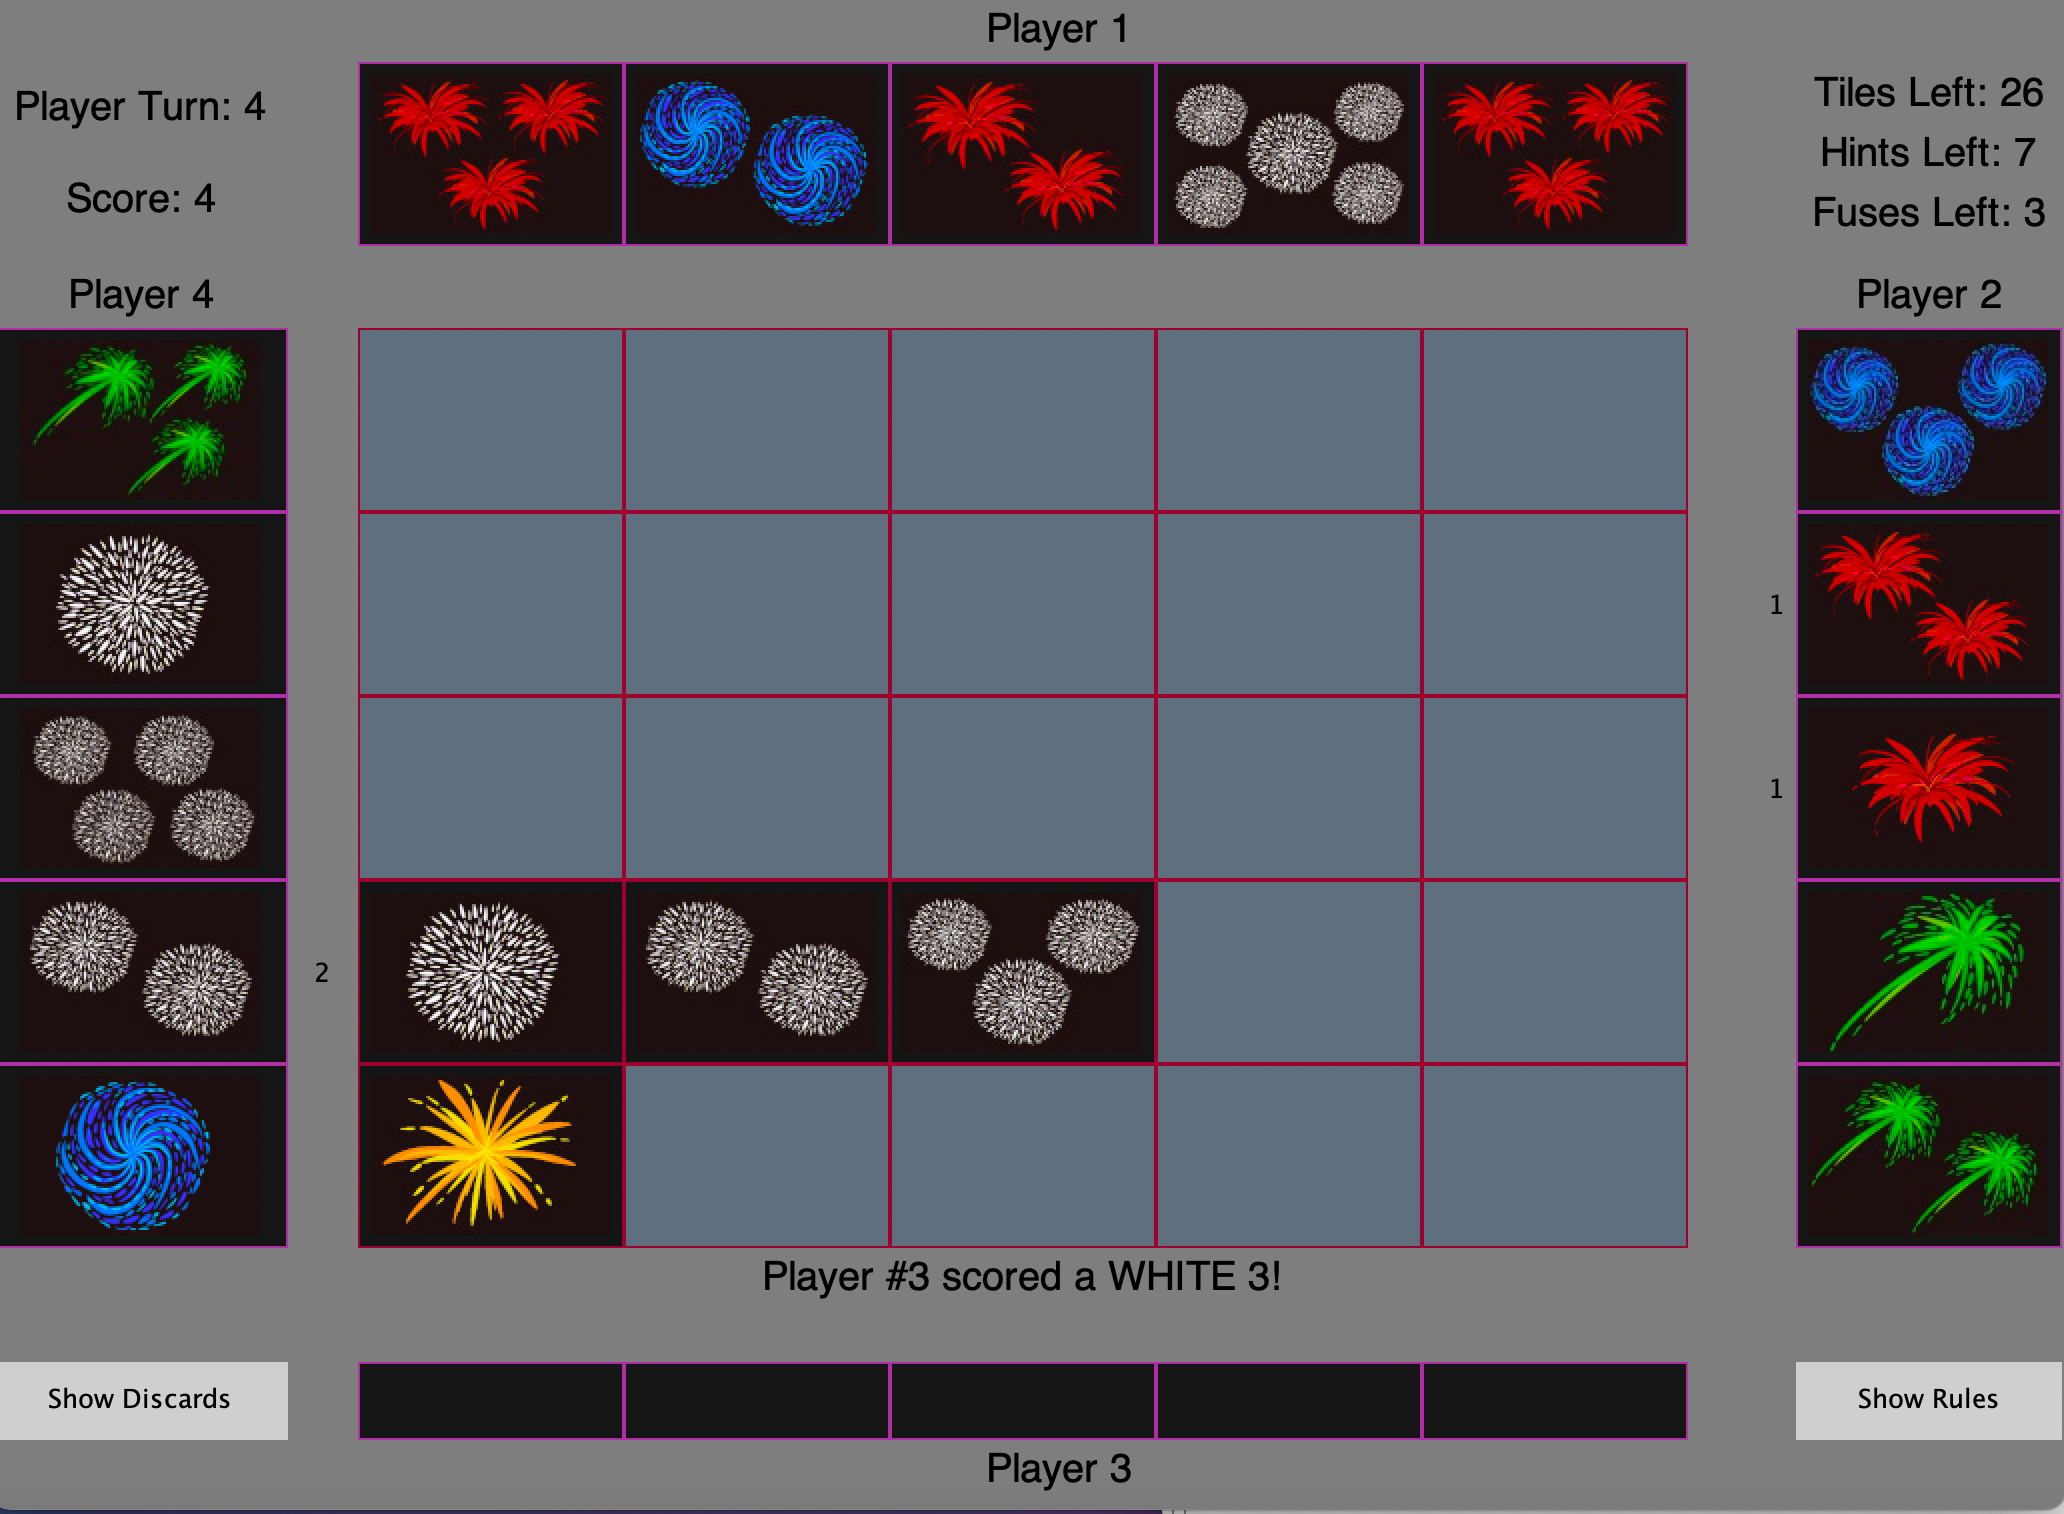 Player 1
Player Turn: 4
Score: 4
Tiles Left: 26
Hints Left: 7
Fuses Left: 3
Player 4
Player 2
1
1
2
Player #3 scored a WHITE 3!
Show Discards
Show Rules
Player 3